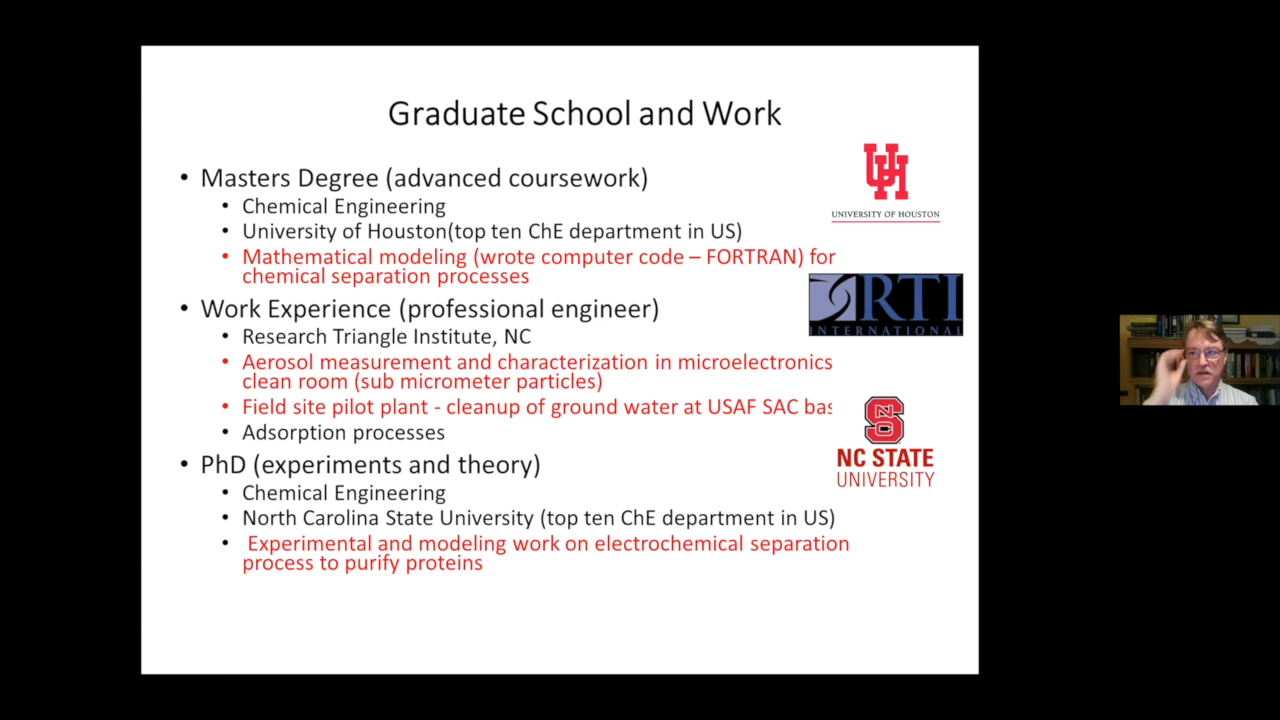 Graduate School and Work
• Masters Degree (advanced coursework)
• Chemical Engineering
• University of Houston(top ten ChE department in US)
• Mathematical modeling (wrote computer code – FORTRAN) for
chemical separation processes
UH
UNIVERSITY OF HOUSTON
• Work Experience (professional engineer)
• Research Triangle Institute, NC
• Aerosol measurement and characterization in microelectronics
clean room (sub micrometer particles)
• Field site pilot plant - cleanup of ground water at USAF SAC bas
• Adsorption processes
RTI
INTERNATIONAL
• PhD (experiments and theory)
• Chemical Engineering
• North Carolina State University (top ten ChE department in US)
• Experimental and modeling work on electrochemical separation
process to purify proteins
NCS
NC STATE
UNIVERSITY